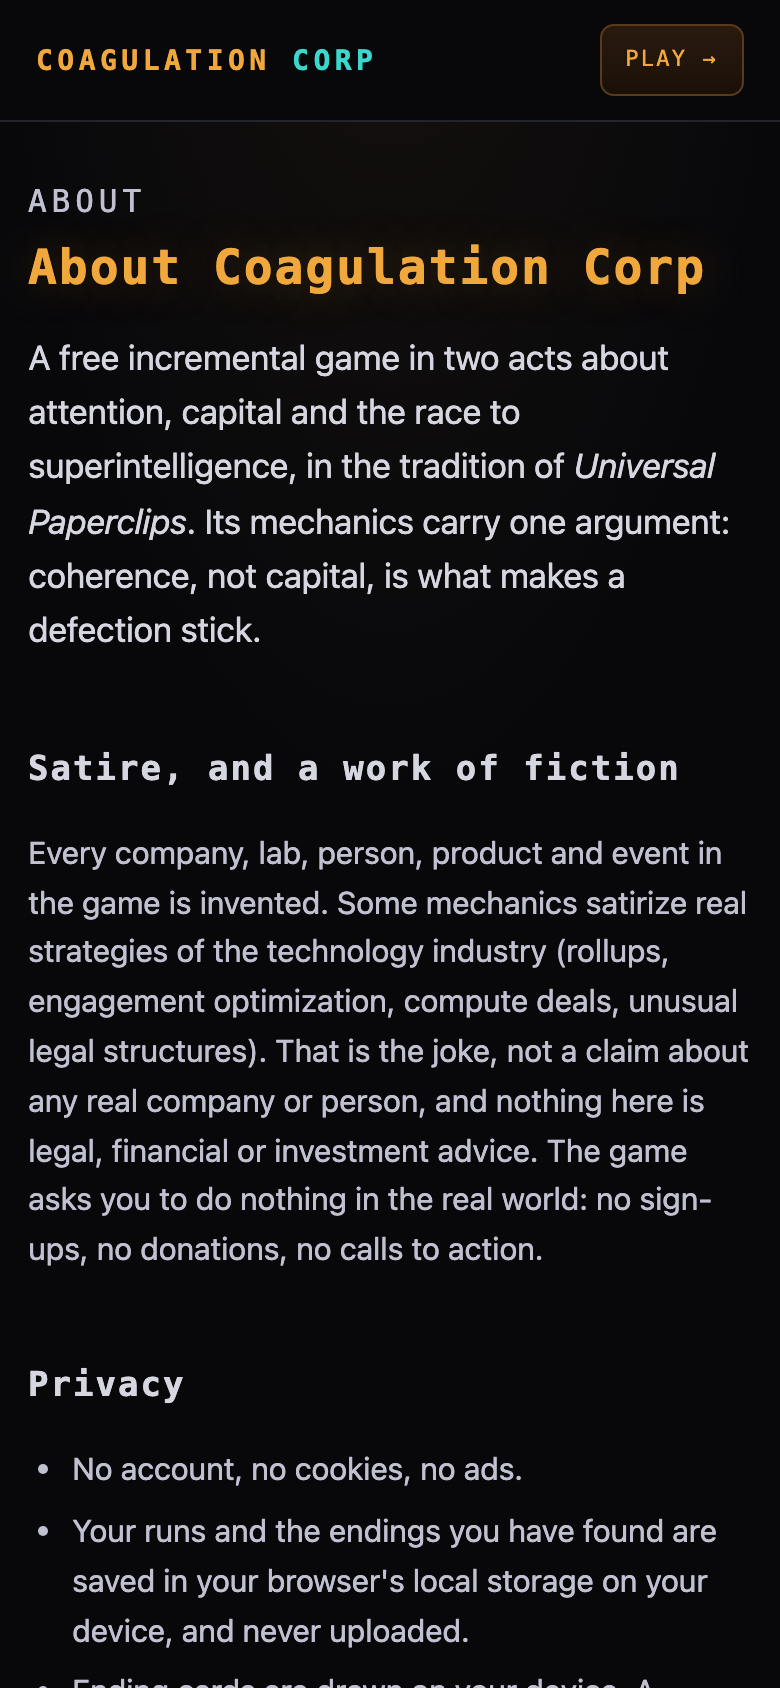 COAGULATION CORP
PLAY →
ABOUT
About Coagulation Corp
A free incremental game in two acts about
attention, capital and the race to
superintelligence, in the tradition of Universal
Paperclips. Its mechanics carry one argument:
coherence, not capital, is what makes a
defection stick.
Satire, and a work of fiction
Every company, lab, person, product and event in
the game is invented. Some mechanics satirize real
strategies of the technology industry (rollups,
engagement optimization, compute deals, unusual
legal structures). That is the joke, not a claim about
any real company or person, and nothing here is
legal, financial or investment advice. The game
asks you to do nothing in the real world: no sign-
ups, no donations, no calls to action.
Privacy
• No account, no cookies, no ads.
• Your runs and the endings you have found are
saved in your browser's local storage on your
device, and never uploaded.
• Ending cards are drawn on your device. A